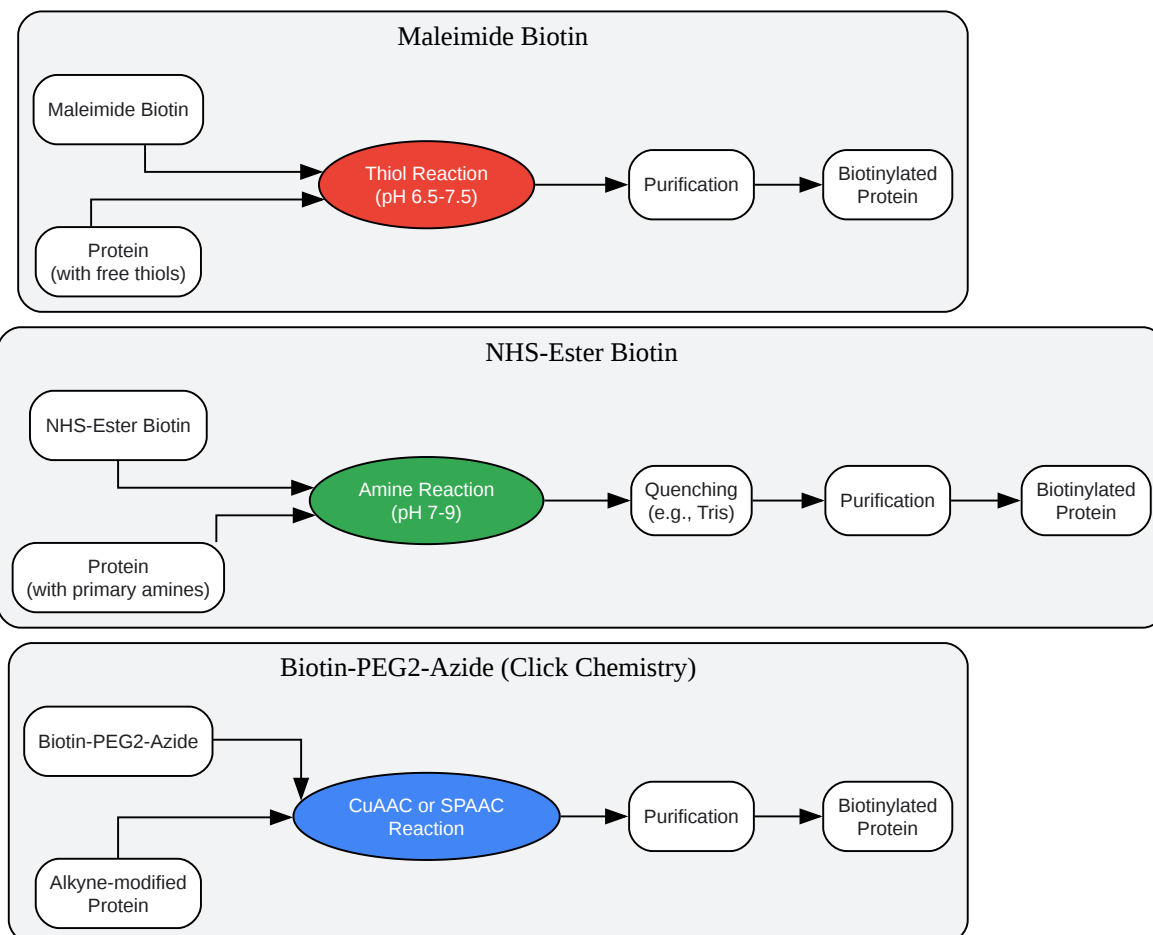 Maleimide Biotin
Maleimide Biotin
Thiol Reaction
(pH 6.5-7.5)
Purification
Biotinylated
Protein
Protein
(with free thiols)
NHS-Ester Biotin
NHS-Ester Biotin
Amine Reaction
(pH 7-9)
Quenching
(e.g., Tris)
Purification
Biotinylated
Protein
Protein
(with primary amines)
Biotin-PEG2-Azide (Click Chemistry)
Biotin-PEG2-Azide
CuAAC or SPAAC
Reaction
Purification
Biotinylated
Protein
Alkyne-modified
Protein